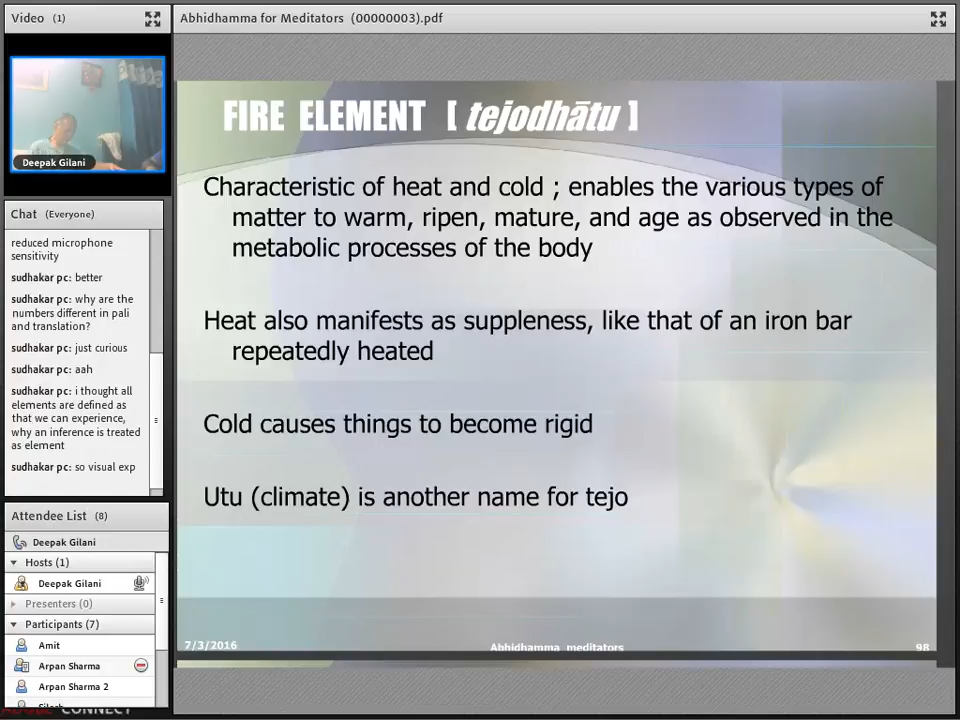 Video (1)
Abhidhamma for Meditators (00000003).pdf
Deepak Gilani
Chat (Everyone)
reduced microphone
sensitivity
sudhakar pc: better
sudhakar pc: why are the
numbers different in pali
and translation?
sudhakar pc: just curious
sudhakar pc: aah
sudhakar pc: i thought all
elements are defined as
that we can experience,
why an inference is treated
as element
sudhakar pc: so visual exp
Attendee List (8)
Deepak Gilani
Hosts (1)
Deepak Gilani
Presenters (0)
Participants (7)
Amit
Arpan Sharma
Arpan Sharma 2
CONNECT
FIRE ELEMENT [ tejodhātu ]
Characteristic of heat and cold ; enables the various types of
matter to warm, ripen, mature, and age as observed in the
metabolic processes of the body
Heat also manifests as suppleness, like that of an iron bar
repeatedly heated
Cold causes things to become rigid
Utu (climate) is another name for tejo
7/3/2016
Abhidhamma meditators
98